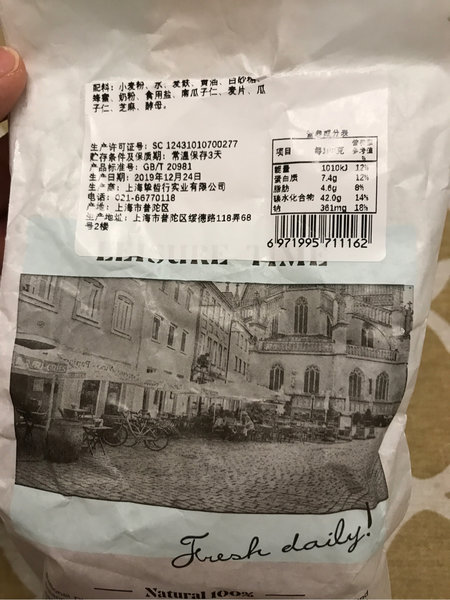 配料: 小麦粉、水、发麸、黄油、白砂糖、
蜂蜜、奶粉、食用盐、南瓜子仁、麦片、瓜
子仁、芝麻、酵母。
生产许可证号: SC 12431010700277
贮存条件及保质期: 常温保存3天
产品标准号: GB/T 20981
生产日期: 2019年12月24日
生产商: 上海挚哲行实业有限公司
电话: 021-66770118
产地: 上海市普陀区
生产地址: 上海市普陀区绥德路118弄68
号2楼
营养成分表
项目 每100克 营养素参考值%
能量 1010kJ 12%
蛋白质 7.4g 12%
脂肪 4.6g 8%
碳水化合物 42.0g 14%
钠 361mg 18%
6 971995 711162
LEISURE TIME
Fresh daily!
Natural 100%